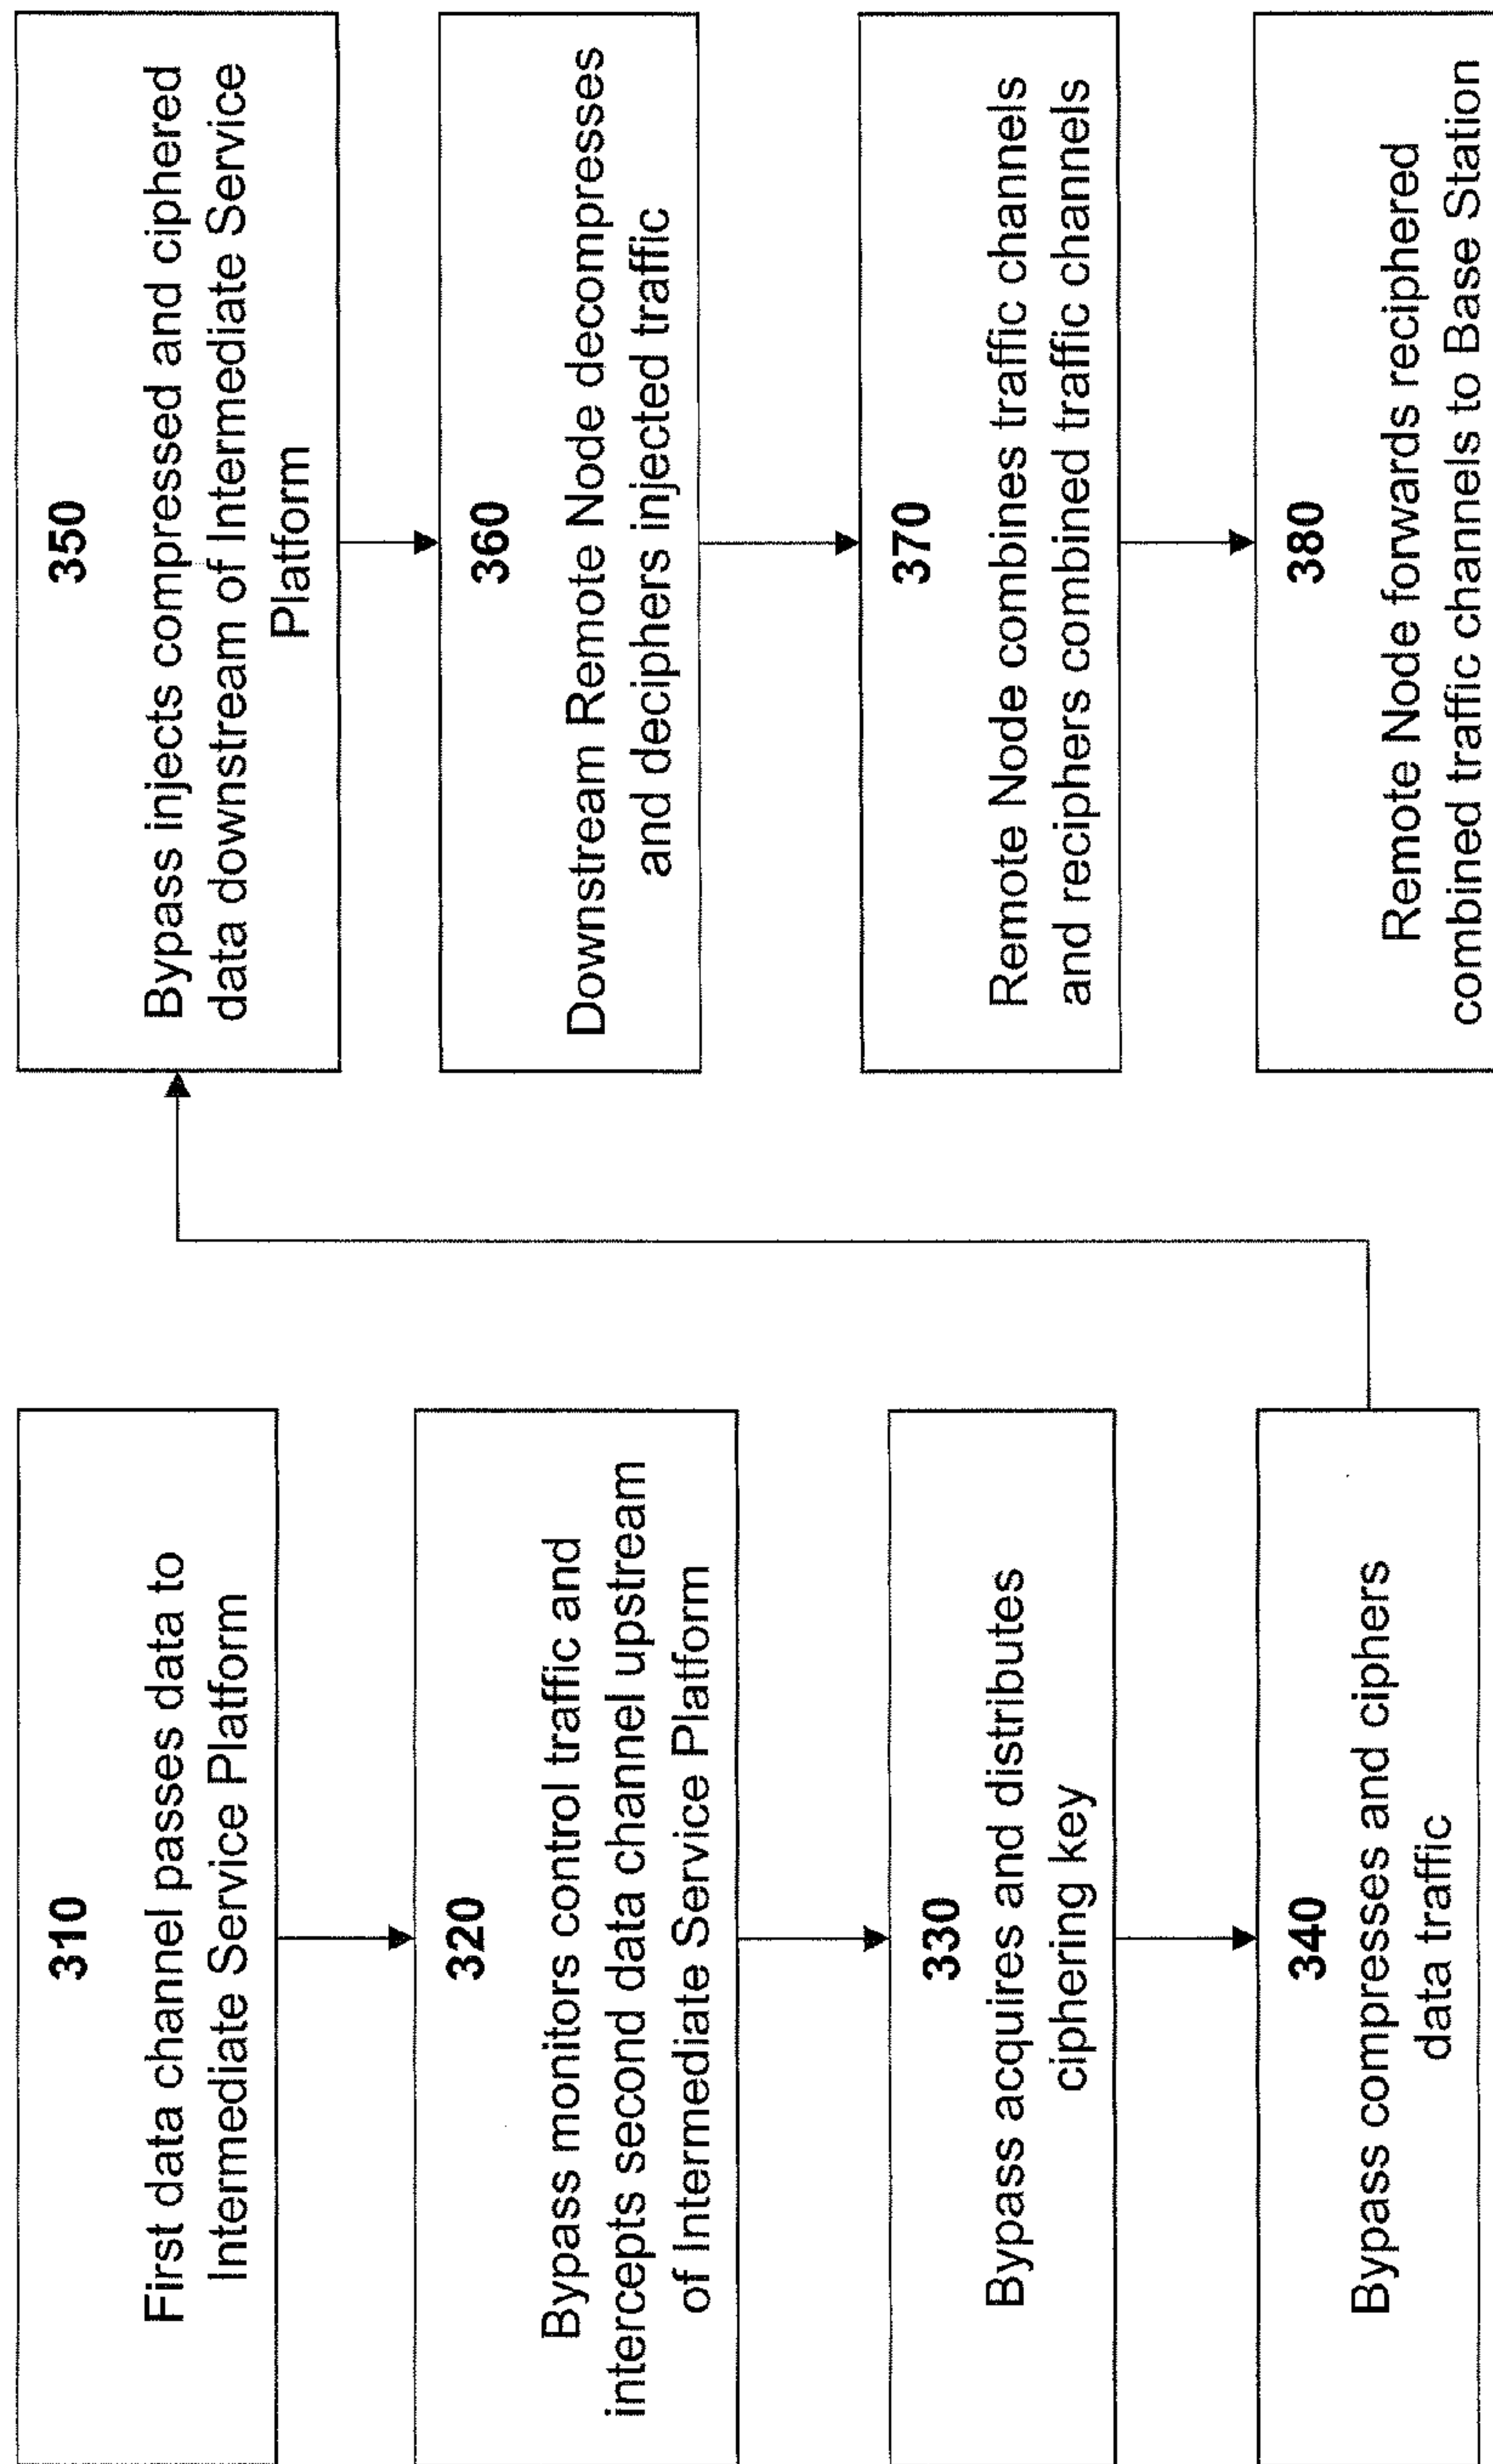 310
First data channel passes data to
Intermediate Service Platform
320
Bypass monitors control traffic and
intercepts second data channel upstream
of Intermediate Service Platform
330
Bypass acquires and distributes
ciphering key
340
Bypass compresses and ciphers
data traffic
350
Bypass injects compressed and ciphered
data downstream of Intermediate Service
Platform
360
Downstream Remote Node decompresses
and deciphers injected traffic
370
Remote Node combines traffic channels
and reciphers combined traffic channels
380
Remote Node forwards reciphered
combined traffic channels to Base Station